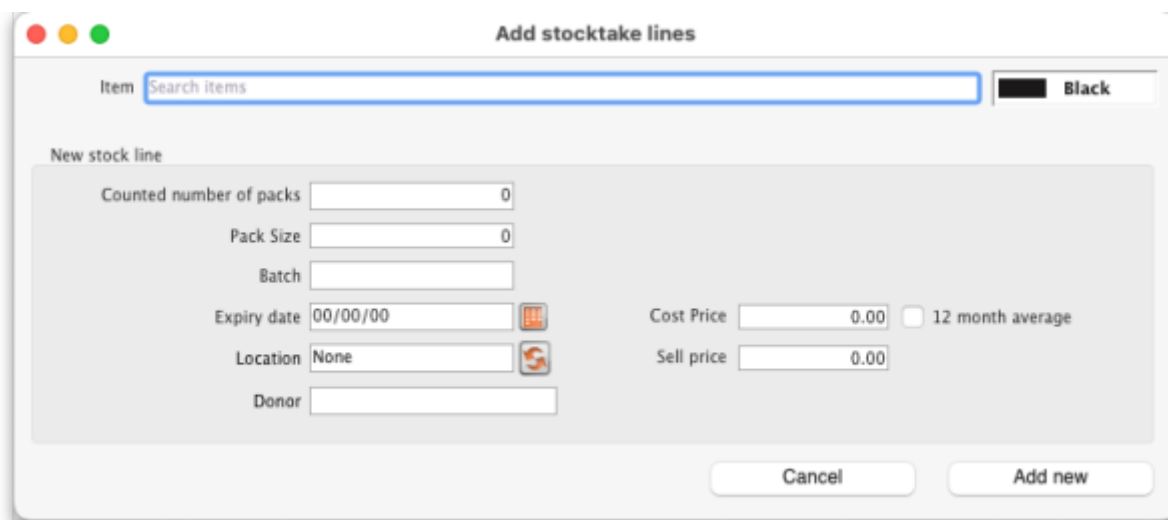 Add stocktake lines
Item Search items Black
New stock line
Counted number of packs 0
Pack Size 0
Batch
Expiry date 00/00/00 Cost Price 0.00 12 month average
Location None Sell price 0.00
Donor
Cancel Add new